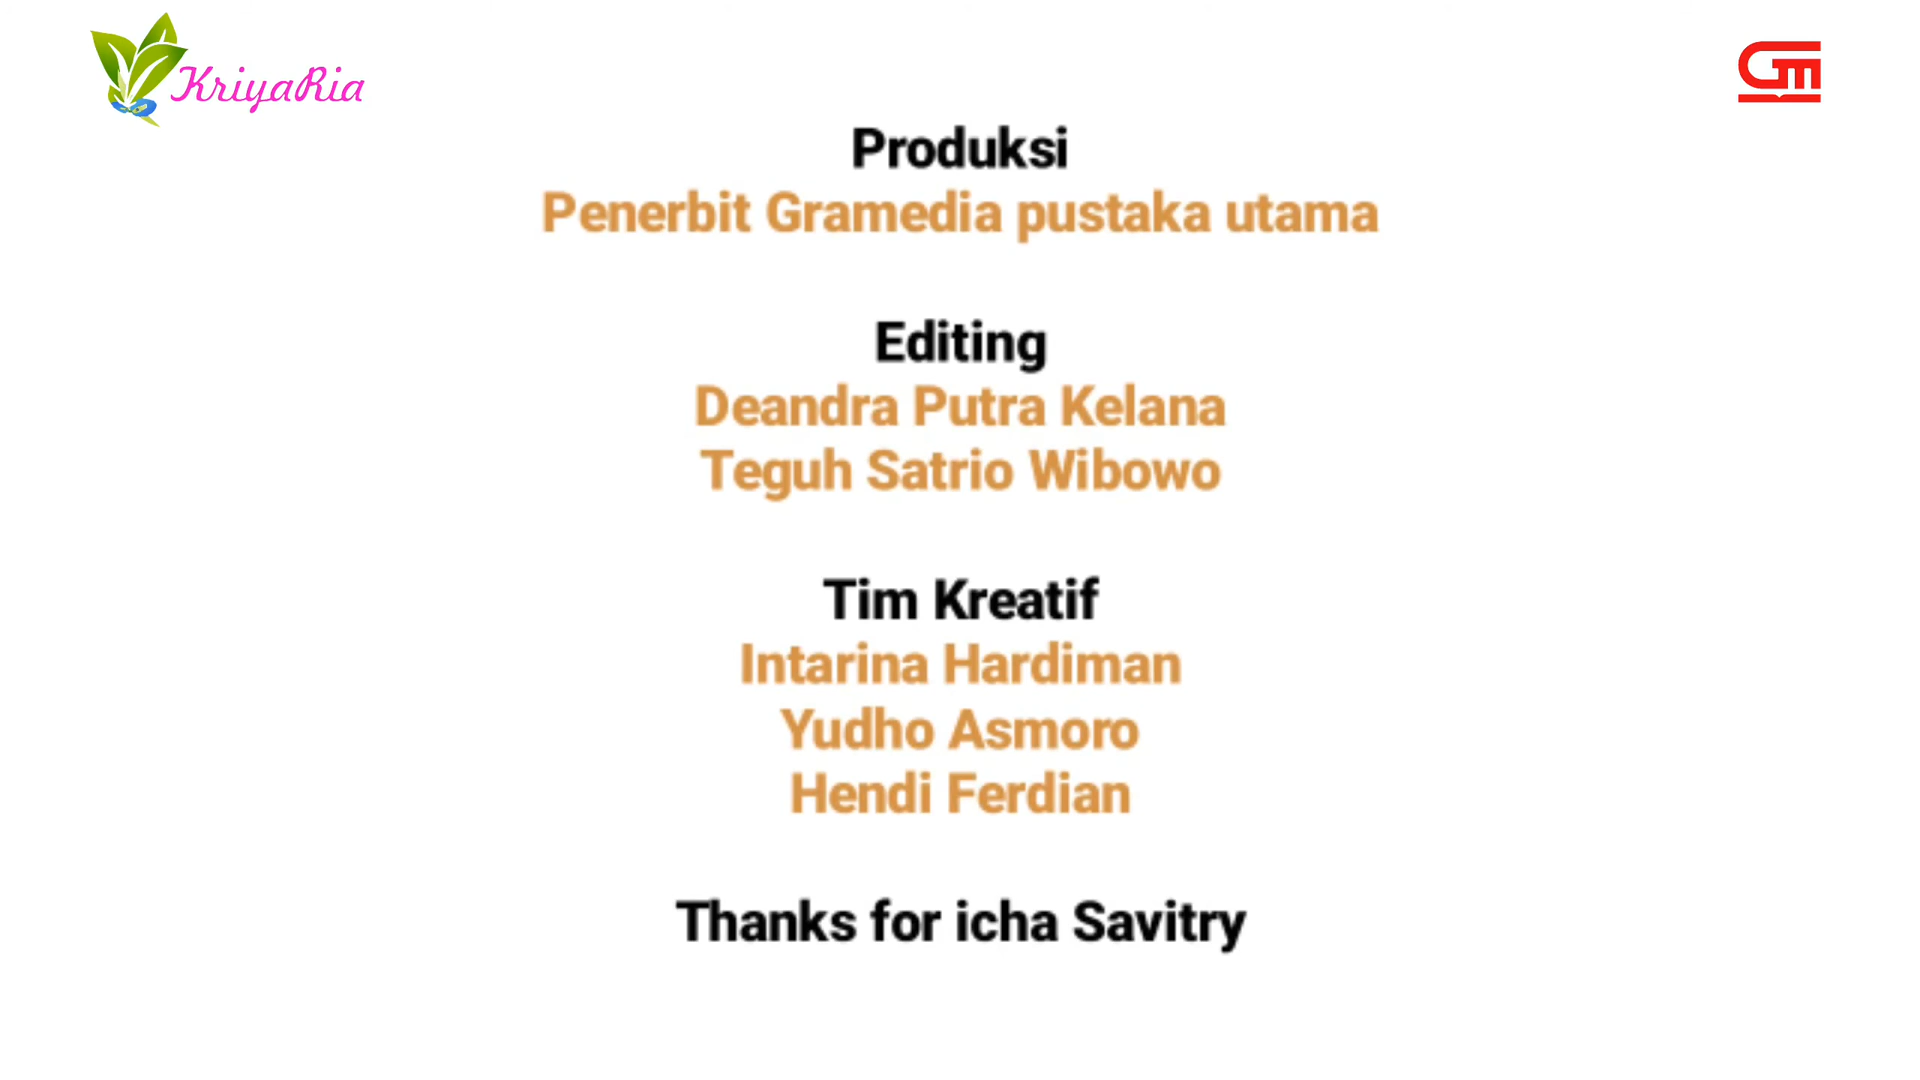 KriyaRia
Gm
Produksi
Penerbit Gramedia pustaka utama
Editing
Deandra Putra Kelana
Teguh Satrio Wibowo
Tim Kreatif
Intarina Hardiman
Yudho Asmoro
Hendi Ferdian
Thanks for icha Savitry